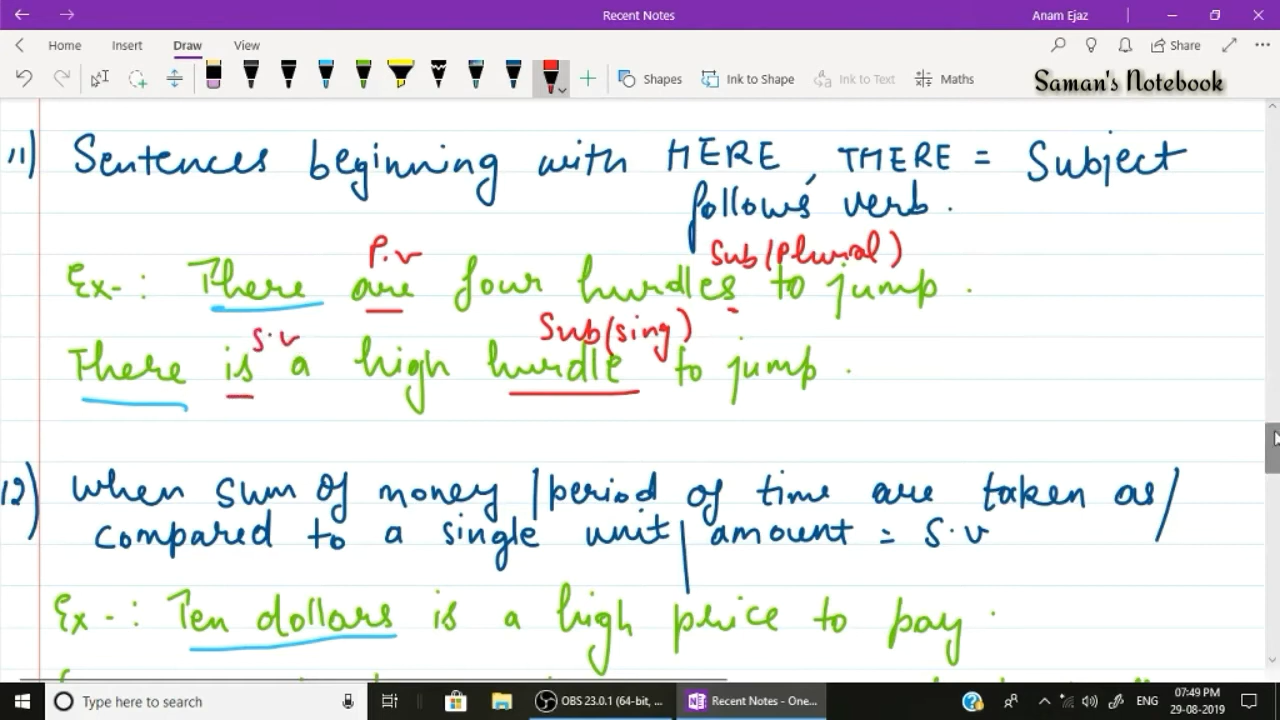 Recent Notes
Anam Ejaz
Home Insert Draw View
Share
Shapes Ink to Shape Ink to Text Maths
Saman's Notebook
11) Sentences beginning with HERE, THERE = Subject
follows verb.
P.v Sub(Plural)
Ex-: There are four hurdles to jump.
S.v Sub(sing)
There is a high hurdle to jump.
12) When sum of money/period of time are taken as/
compared to a single unit/amount = S.v
Ex-: Ten dollars is a high price to pay.
Type here to search
OBS 23.0.1 (64-bit, ...
Recent Notes - One...
ENG
07:49 PM
29-08-2019